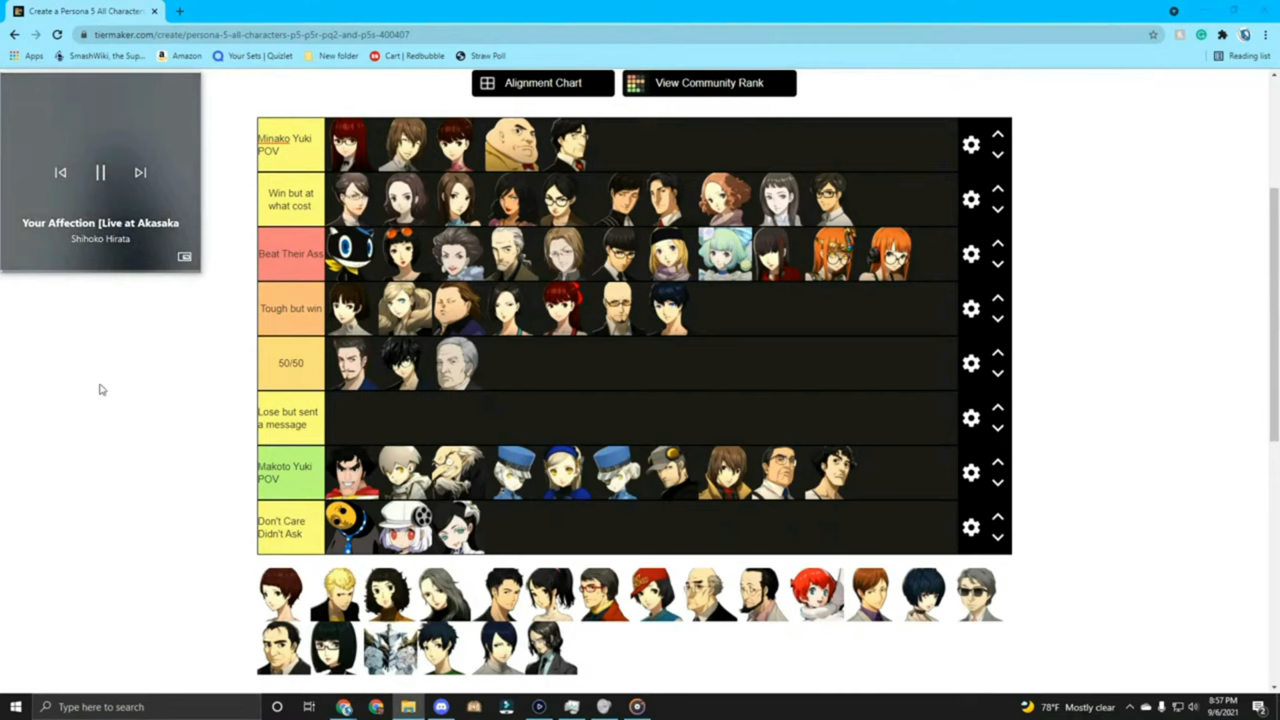 Create a Persona 5 All Characters
tiermaker.com/create/persona-5-all-characters-p5-p5r-pq2-and-p5s-400407
Apps
SmashWiki, the Sup...
Amazon
Your Sets | Quizlet
New folder
Cart | Redbubble
Straw Poll
Reading list
Alignment Chart
View Community Rank
Your Affection [Live at Akasaka
Shihoko Hirata
Minako Yuki
POV
Win but at
what cost
Beat Their Ass
Tough but win
50/50
Lose but sent
a message
Makoto Yuki
POV
Don't Care
Didn't Ask
Type here to search
78°F Mostly clear
8:57 PM
9/6/2021
2